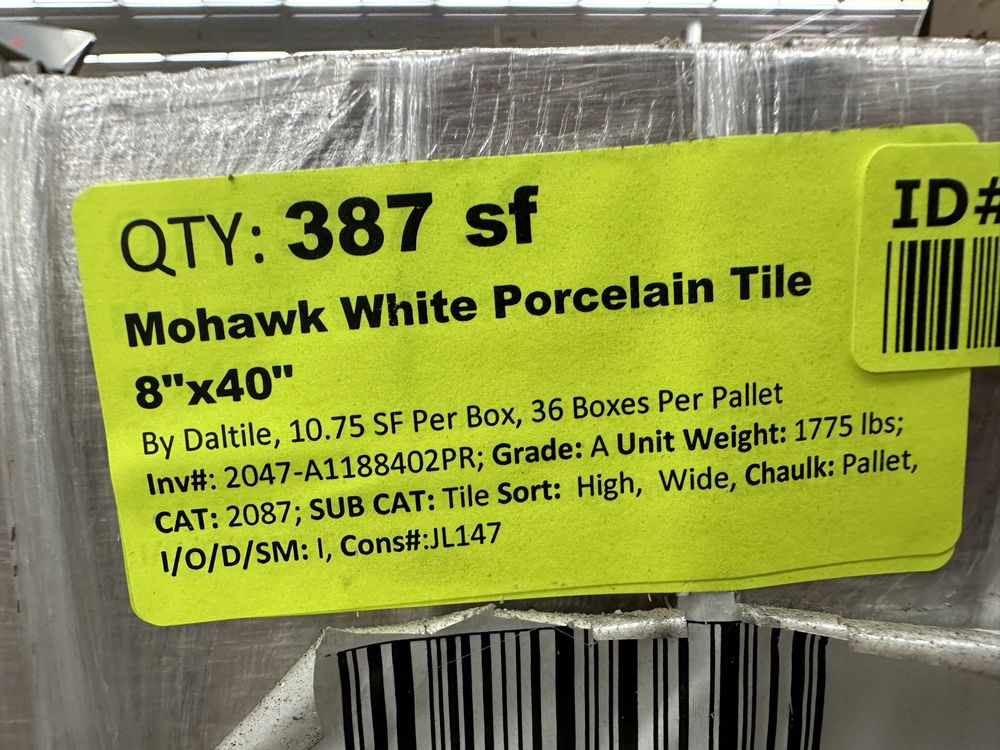 QTY: 387 sf
Mohawk White Porcelain Tile
8"x40"
By Daltile, 10.75 SF Per Box, 36 Boxes Per Pallet
Inv#: 2047-A1188402PR; Grade: A Unit Weight: 1775 lbs;
CAT: 2087; SUB CAT: Tile Sort: High, Wide, Chaulk: Pallet,
I/O/D/SM: I, Cons#:JL147
ID#